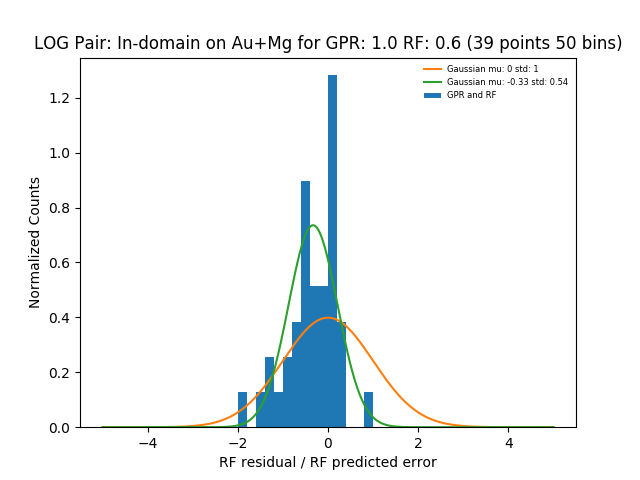 LOG Pair: In-domain on Au+Mg for GPR: 1.0 RF: 0.6 (39 points 50 bins)
Gaussian mu: 0 std: 1
Gaussian mu: -0.33 std: 0.54
GPR and RF
Normalized Counts
1.2
1.0
0.8
0.6
0.4
0.2
0.0
−4 −2 0 2 4
RF residual / RF predicted error